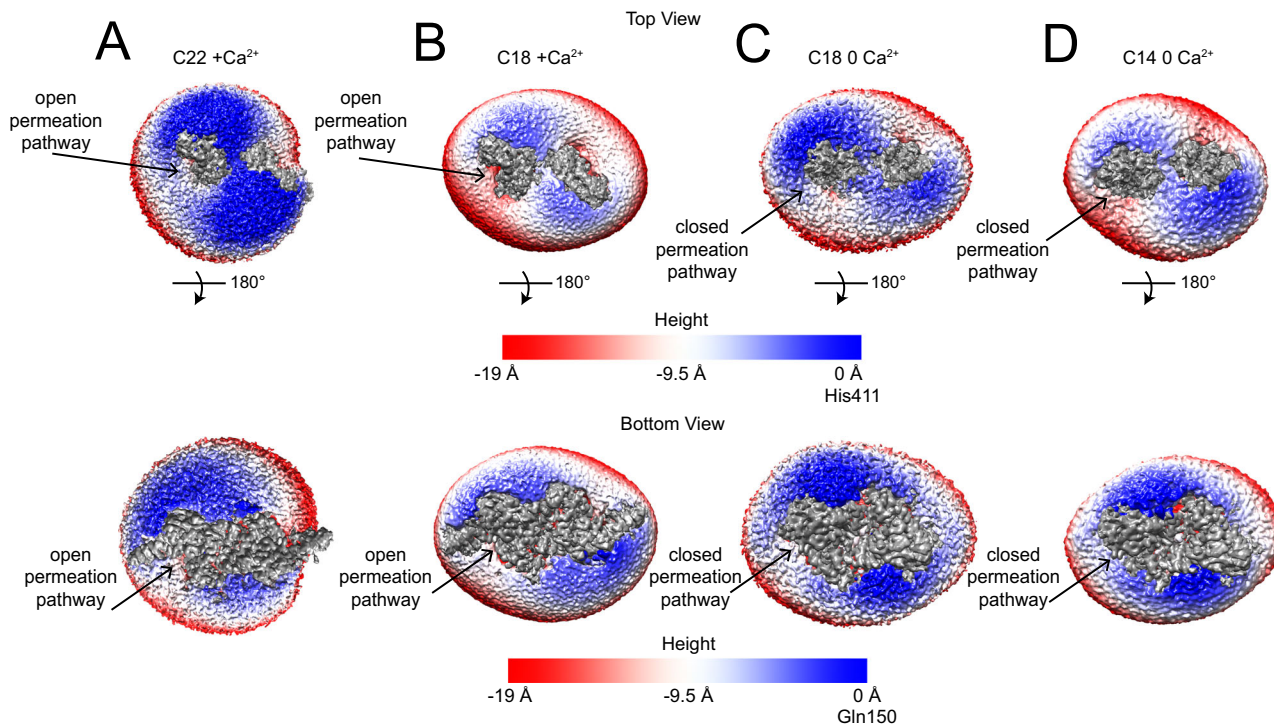 Top View
A
B
C
D
C22 +Ca²⁺
C18 +Ca²⁺
C18 0 Ca²⁺
C14 0 Ca²⁺
open
permeation
pathway
open
permeation
pathway
closed
permeation
pathway
closed
permeation
pathway
180°
180°
180°
180°
Height
-19 Å
-9.5 Å
0 Å
His411
Bottom View
open
permeation
pathway
open
permeation
pathway
closed
permeation
pathway
closed
permeation
pathway
Height
-19 Å
-9.5 Å
0 Å
Gln150